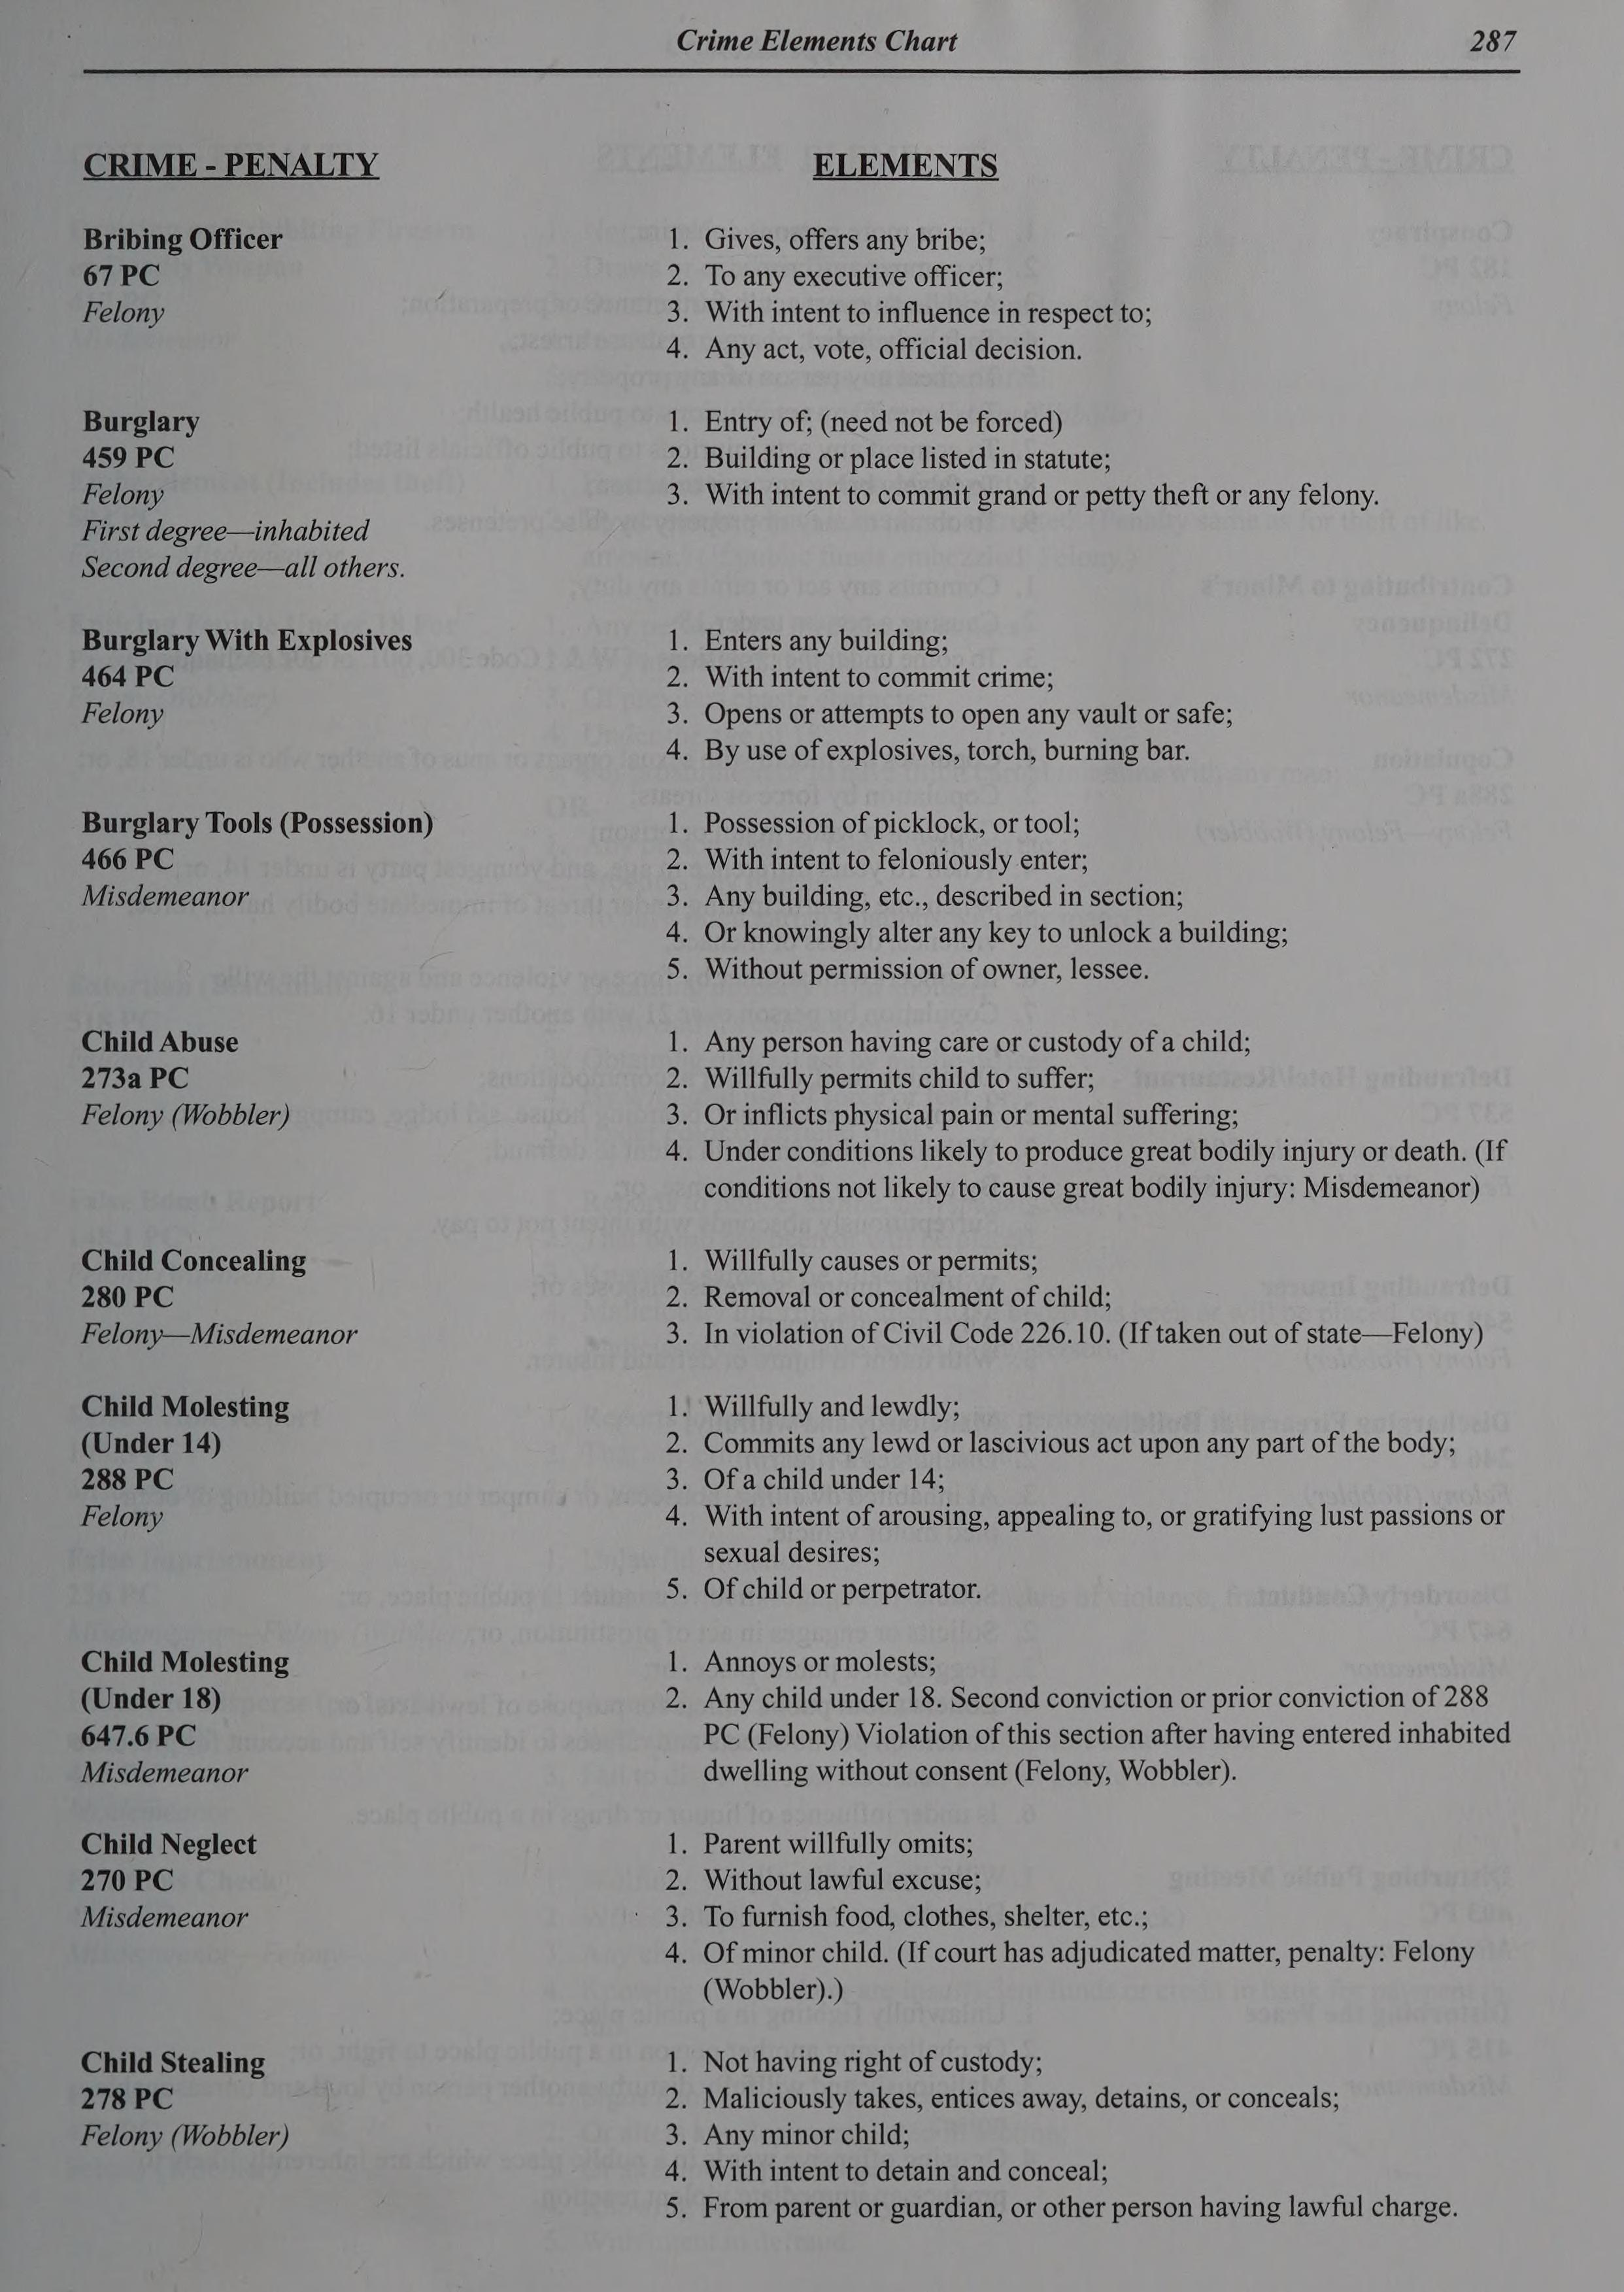 Crime Elements Chart 287
CRIME - PENALTY ELEMENTS
Bribing Officer 1. Gives, offers any bribe;
67 PC 2. To any executive officer;
Felony 3. With intent to influence in respect to;
4. Any act, vote, official decision.
Burglary 1. Entry of; (need not be forced)
459 PC 2. Building or place listed in statute;
Felony 3. With intent to commit grand or petty theft or any felony.
First degree—inhabited
Second degree—all others.
Burglary With Explosives 1. Enters any building;
464 PC 2. With intent to commit crime;
Felony 3. Opens or attempts to open any vault or safe;
4. By use of explosives, torch, burning bar.
Burglary Tools (Possession) 1. Possession of picklock, or tool;
466 PC 2. With intent to feloniously enter;
Misdemeanor 3. Any building, etc., described in section;
4. Or knowingly alter any key to unlock a building;
5. Without permission of owner, lessee.
Child Abuse 1. Any person having care or custody of a child;
273a PC 2. Willfully permits child to suffer;
Felony (Wobbler) 3. Or inflicts physical pain or mental suffering;
4. Under conditions likely to produce great bodily injury or death. (If
conditions not likely to cause great bodily injury: Misdemeanor)
Child Concealing 1. Willfully causes or permits;
280 PC 2. Removal or concealment of child;
Felony—Misdemeanor 3. In violation of Civil Code 226.10. (If taken out of state—Felony)
Child Molesting 1. Willfully and lewdly;
(Under 14) 2. Commits any lewd or lascivious act upon any part of the body;
288 PC 3. Of a child under 14;
Felony 4. With intent of arousing, appealing to, or gratifying lust passions or
sexual desires;
5. Of child or perpetrator.
Child Molesting 1. Annoys or molests;
(Under 18) 2. Any child under 18. Second conviction or prior conviction of 288
647.6 PC PC (Felony) Violation of this section after having entered inhabited
Misdemeanor dwelling without consent (Felony, Wobbler).
Child Neglect 1. Parent willfully omits;
270 PC 2. Without lawful excuse;
Misdemeanor 3. To furnish food, clothes, shelter, etc.;
4. Of minor child. (If court has adjudicated matter, penalty: Felony
(Wobbler).)
Child Stealing 1. Not having right of custody;
278 PC 2. Maliciously takes, entices away, detains, or conceals;
Felony (Wobbler) 3. Any minor child;
4. With intent to detain and conceal;
5. From parent or guardian, or other person having lawful charge.